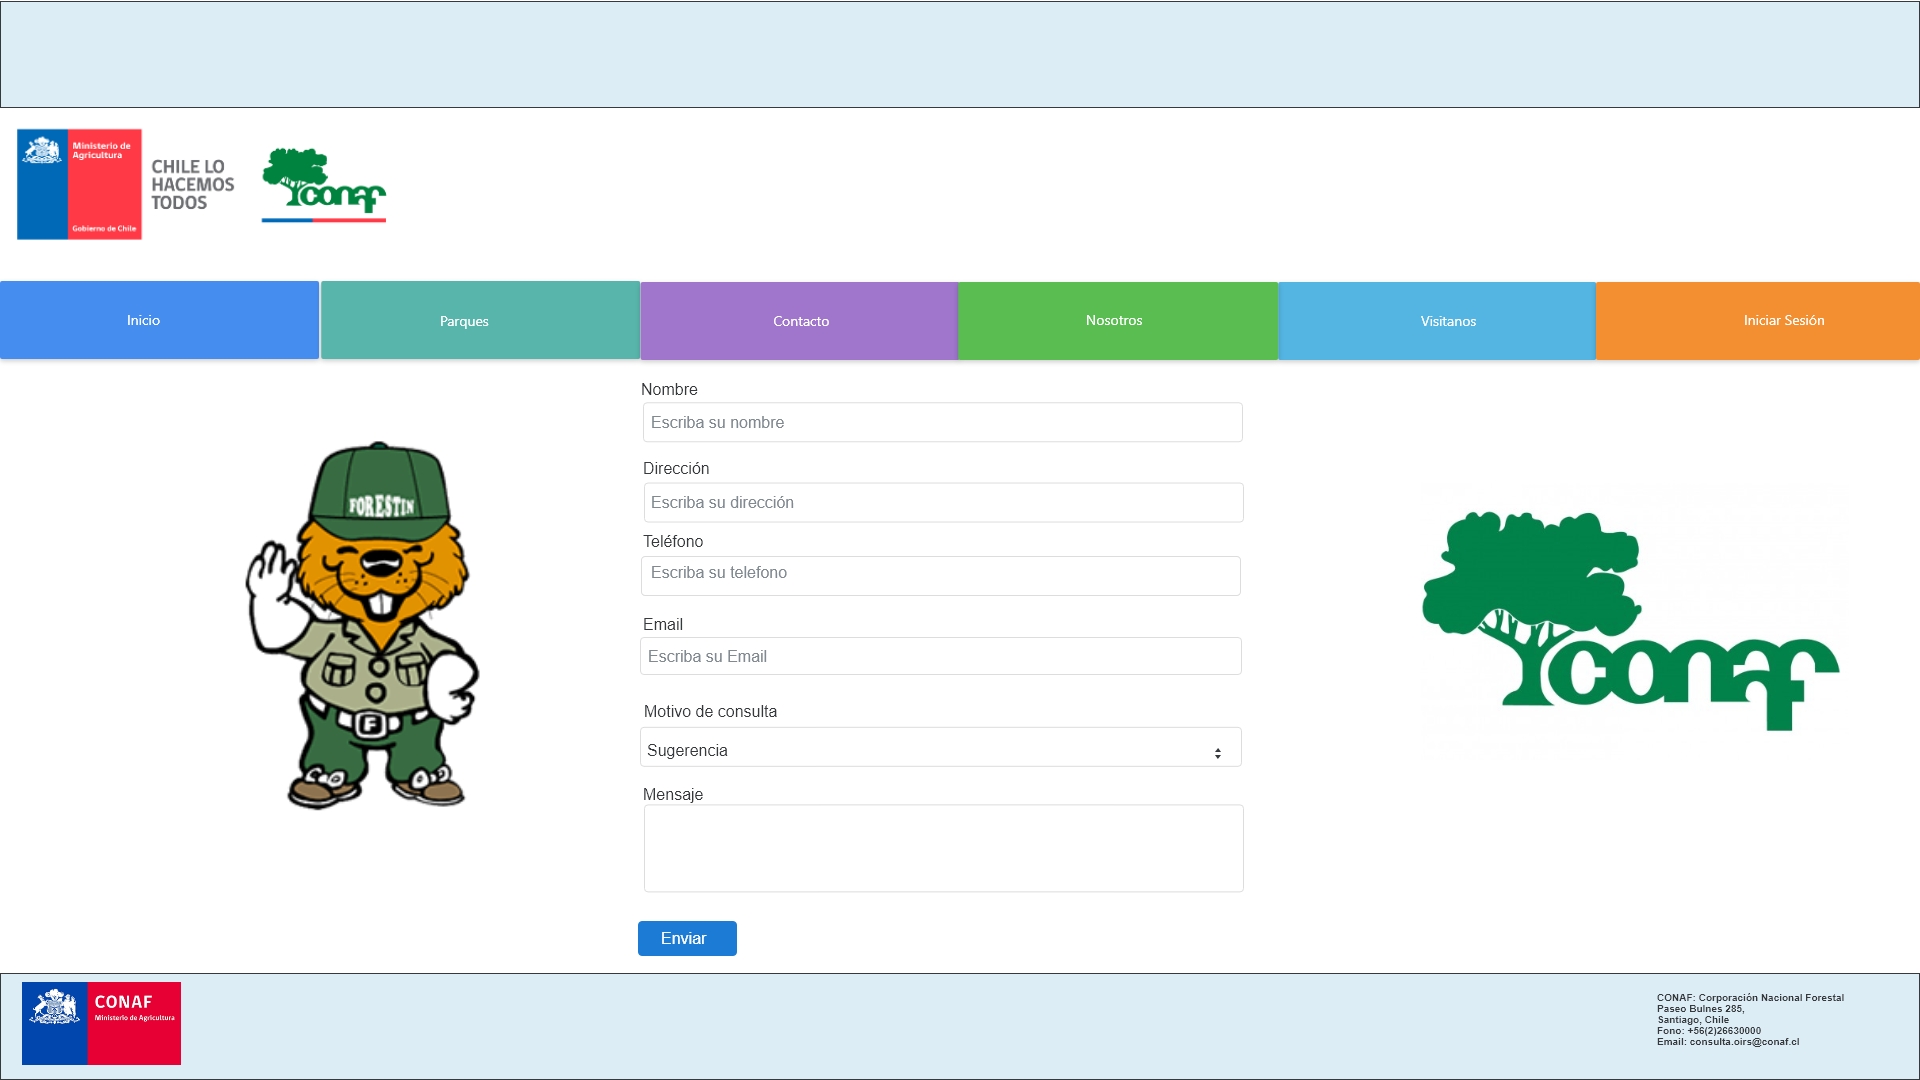 Ministerio de
Agricultura
Gobierno de Chile
CHILE LO
HACEMOS
TODOS
conaf
Inicio
Parques
Contacto
Nosotros
Visitanos
Iniciar Sesión
Nombre
Escriba su nombre
Dirección
Escriba su dirección
Teléfono
Escriba su telefono
Email
Escriba su Email
Motivo de consulta
Sugerencia
Mensaje
Enviar
FORESTIN
F
conaf
CONAF
Ministerio de Agricultura
CONAF: Corporación Nacional Forestal
Paseo Bulnes 285,
Santiago, Chile
Fono: +56(2)26630000
Email: consulta.oirs@conaf.cl